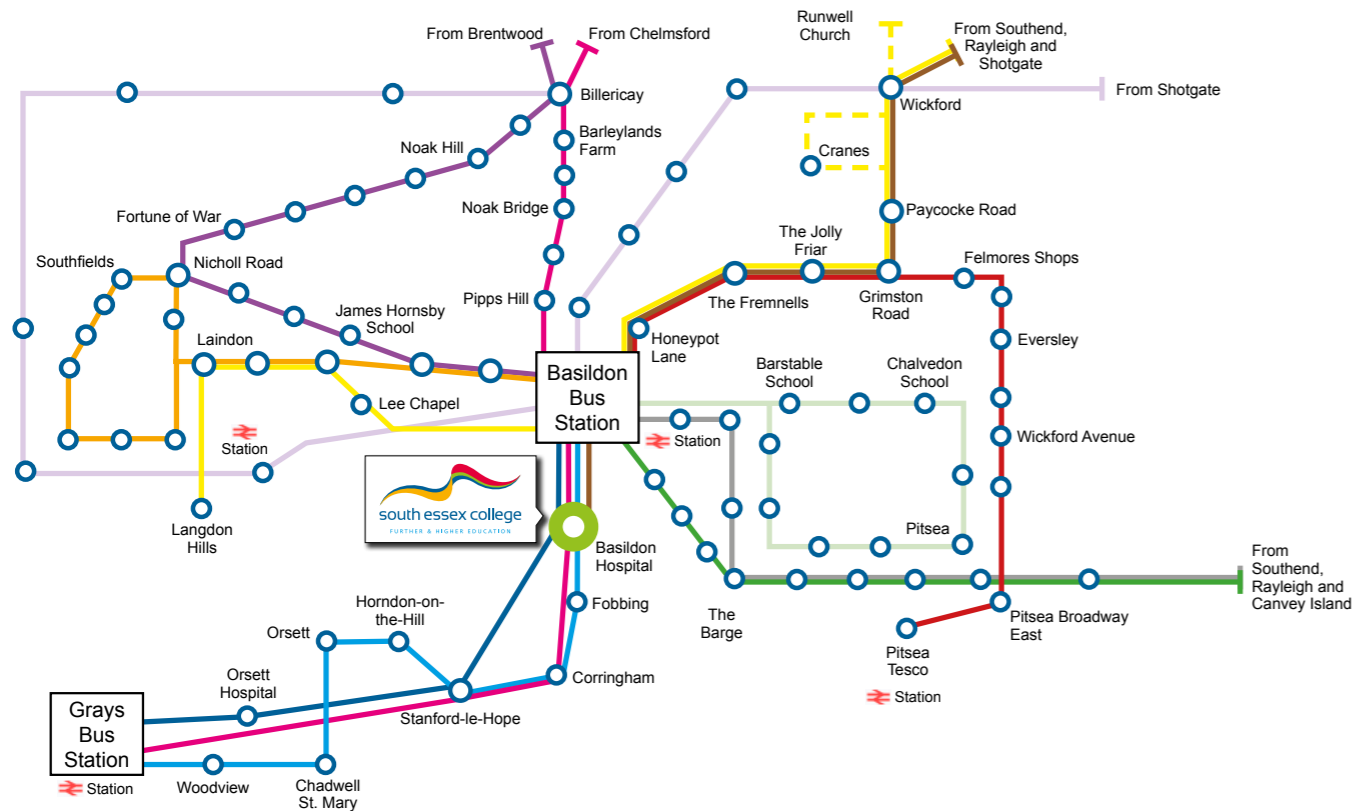 Runwell
Church
From Southend,
Rayleigh and
Shotgate
From Brentwood
From Chelmsford
Billericay
Wickford
From Shotgate
Barleylands
Farm
Noak Hill
Cranes
Noak Bridge
Paycocke Road
Fortune of War
The Jolly
Friar
Felmores Shops
Southfields
Nicholl Road
Pipps Hill
The Fremnells
Grimston
Road
James Hornsby
School
Laindon
Honeypot
Lane
Eversley
Basildon
Bus
Station
Barstable
School
Chalvedon
School
Lee Chapel
Station
Station
Wickford Avenue
south essex college
FURTHER & HIGHER EDUCATION
Langdon
Hills
Pitsea
Basildon
Hospital
From
Southend,
Rayleigh and
Canvey Island
Fobbing
Horndon-on-
the-Hill
The
Barge
Pitsea Broadway
East
Orsett
Pitsea
Tesco
Station
Orsett
Hospital
Corringham
Stanford-le-Hope
Grays
Bus
Station
Station
Woodview
Chadwell
St. Mary